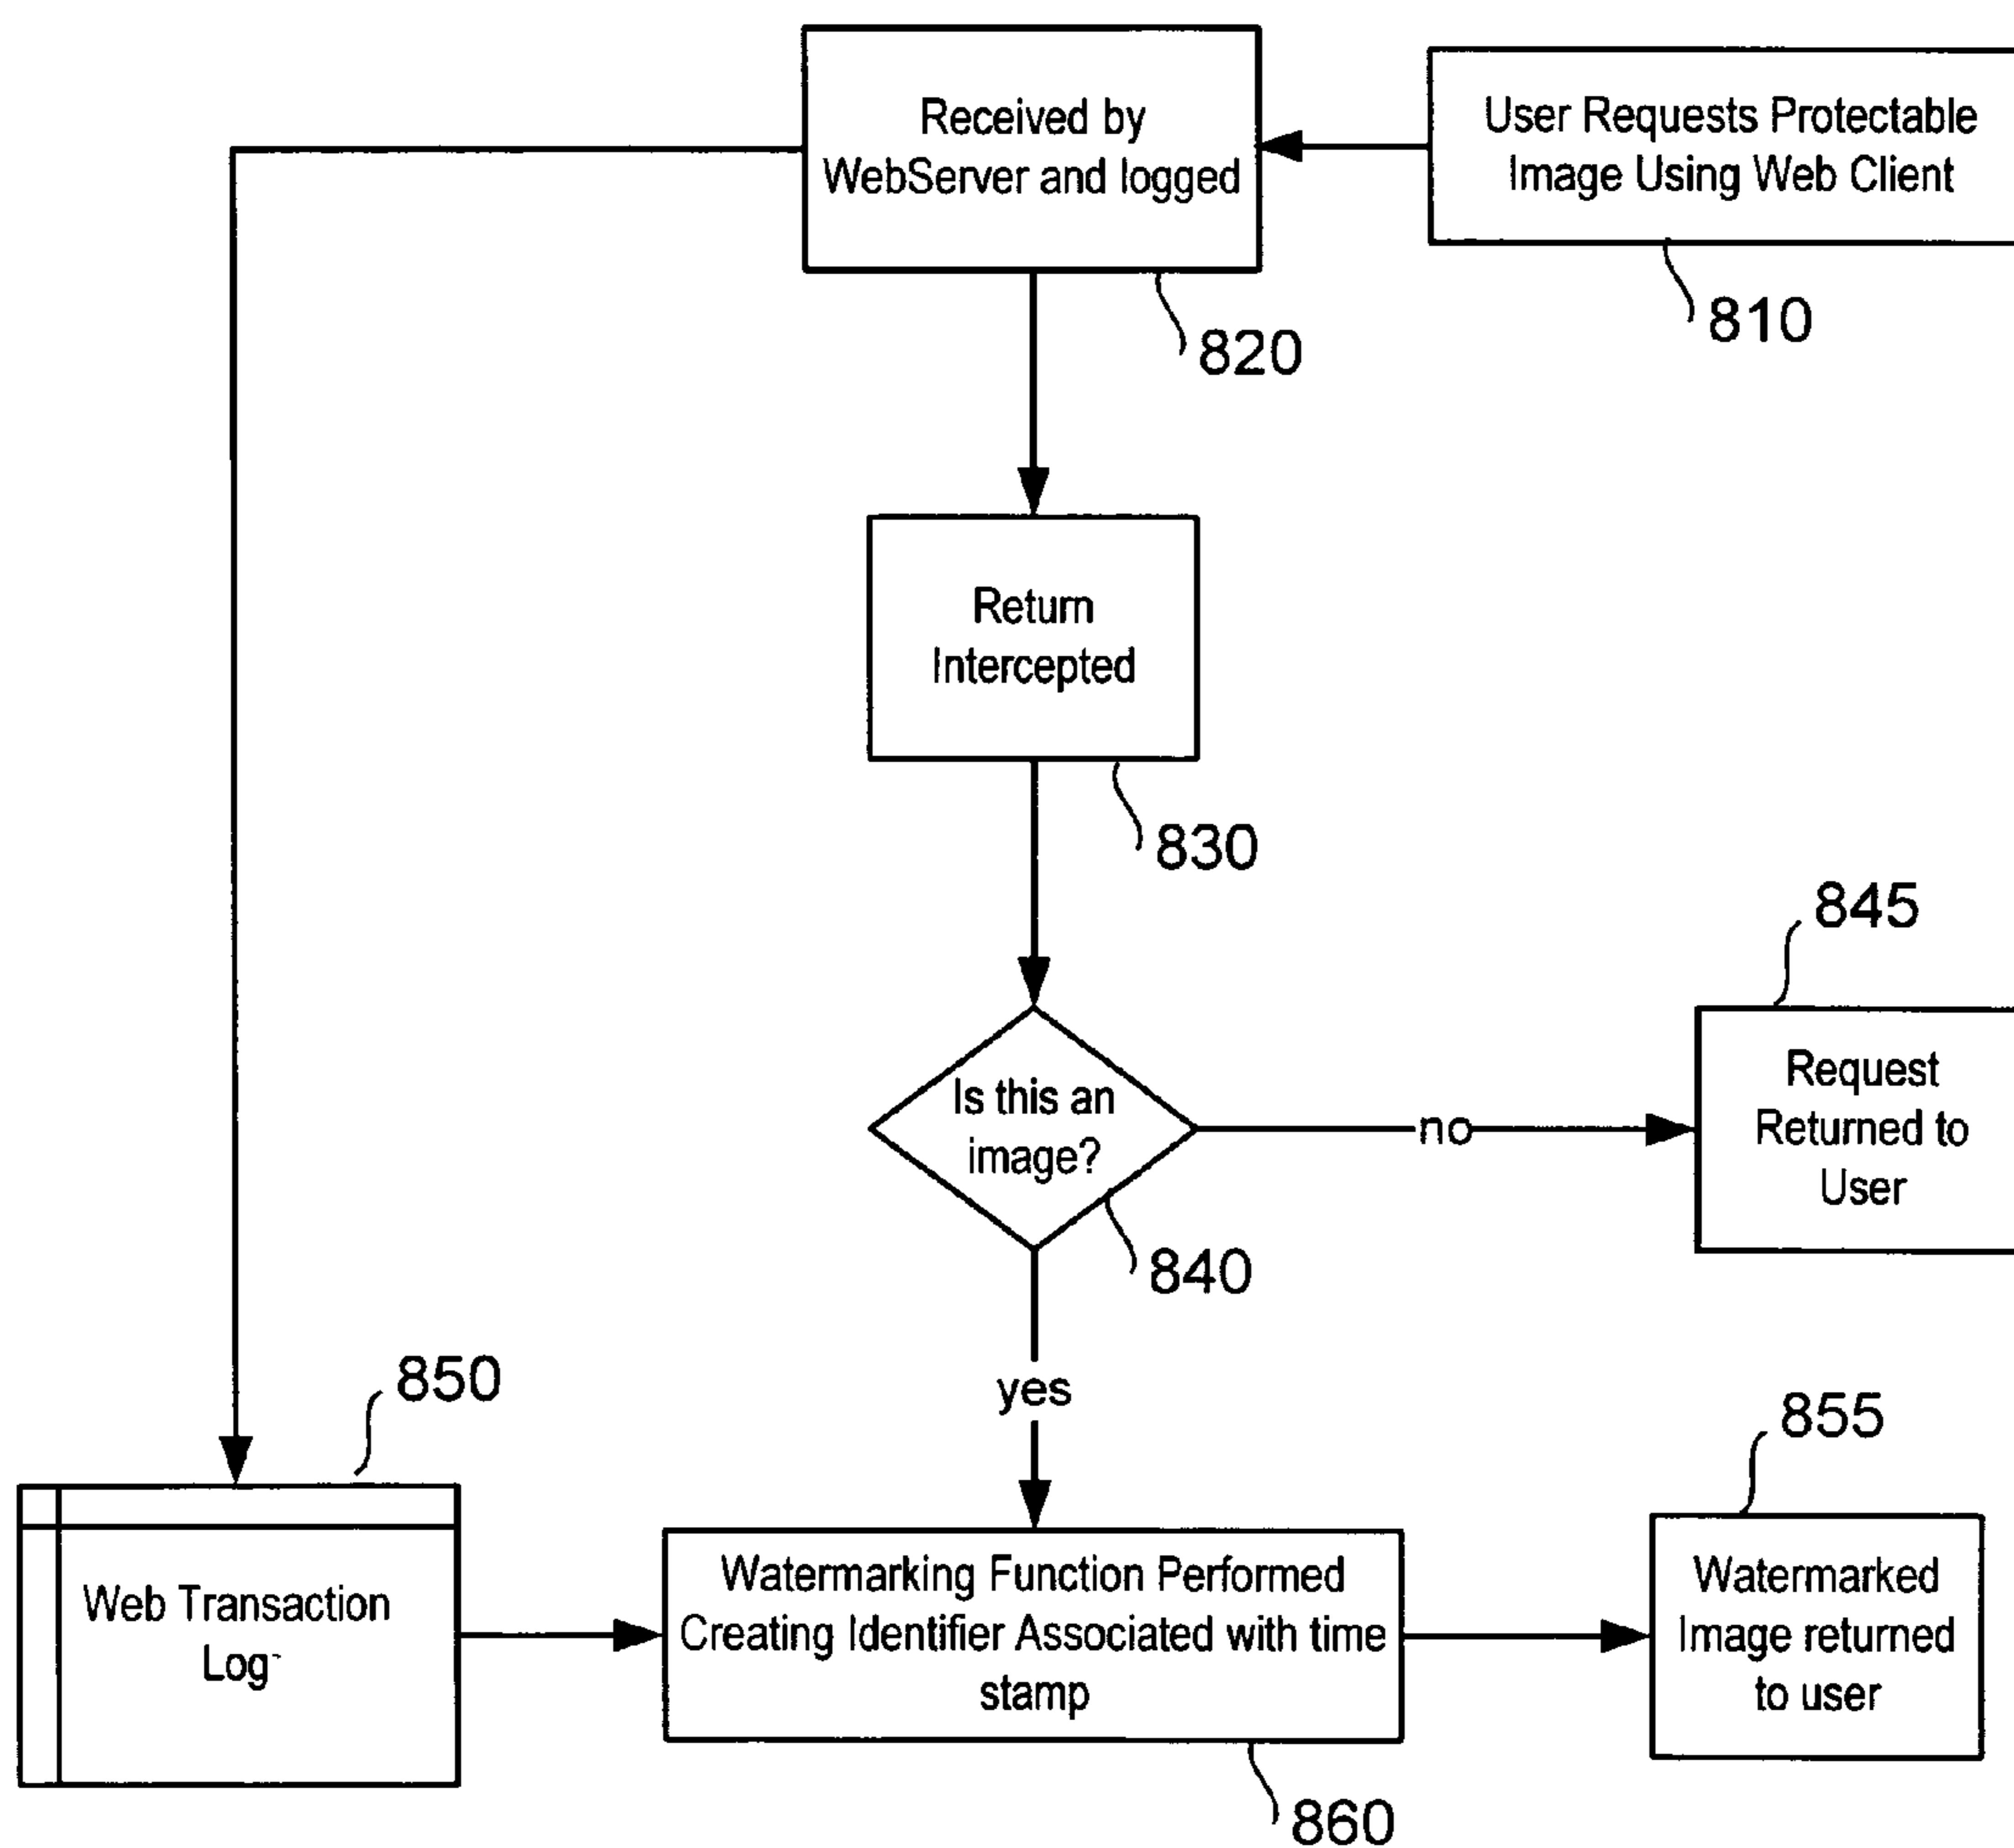 Received by
WebServer and logged
820
User Requests Protectable
Image Using Web Client
810
Return
Intercepted
830
Is this an
image?
840
no
845
Request
Returned to
User
yes
850
Web Transaction
Log
Watermarking Function Performed
Creating Identifier Associated with time
stamp
860
855
Watermarked
Image returned
to user